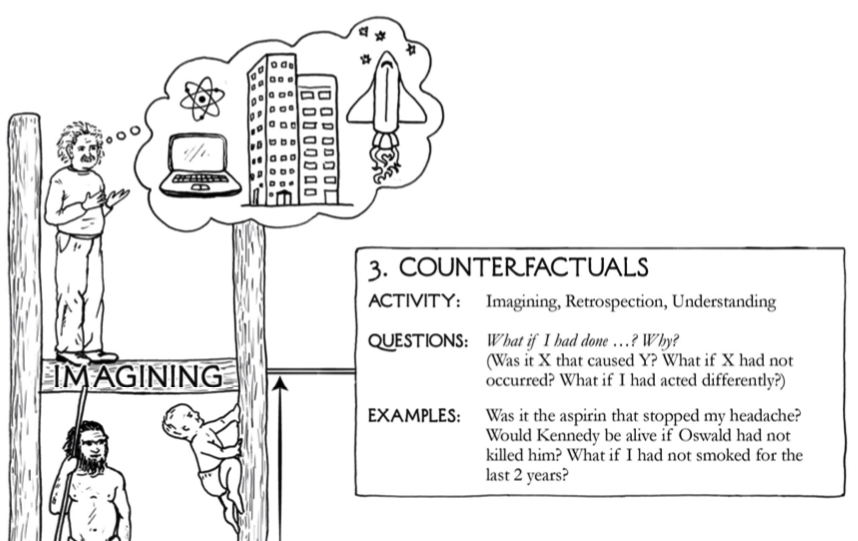 3. COUNTERFACTUALS
ACTIVITY: Imagining, Retrospection, Understanding
QUESTIONS: What if I had done …? Why?
(Was it X that caused Y? What if X had not
occurred? What if I had acted differently?)
IMAGINING
EXAMPLES: Was it the aspirin that stopped my headache?
Would Kennedy be alive if Oswald had not
killed him? What if I had not smoked for the
last 2 years?